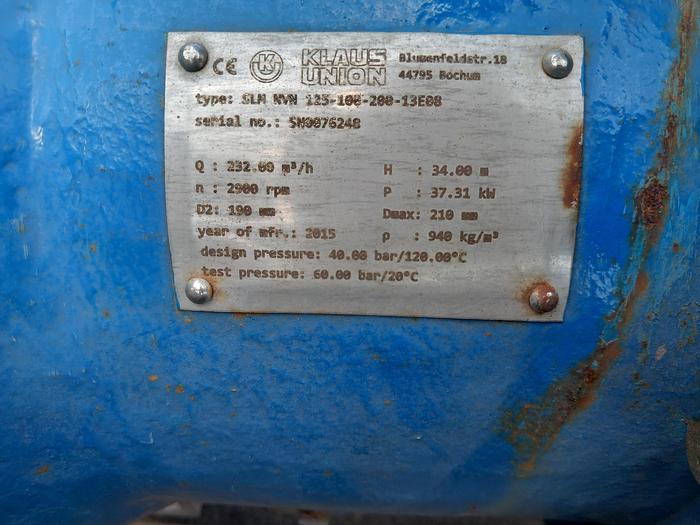 CE K KLAUS UNION Blumenfeldstr.18
44795 Bochum
type: SLM NVN 125-100-200-13E08
serial no.: SN0076248
Q : 232.00 m³/h H : 34.00 m
n : 2900 rpm P : 37.31 kW
D2: 190 mm Dmax: 210 mm
year of mfr.: 2015 ρ : 940 kg/m³
design pressure: 40.00 bar/120.00°C
test pressure: 60.00 bar/20°C